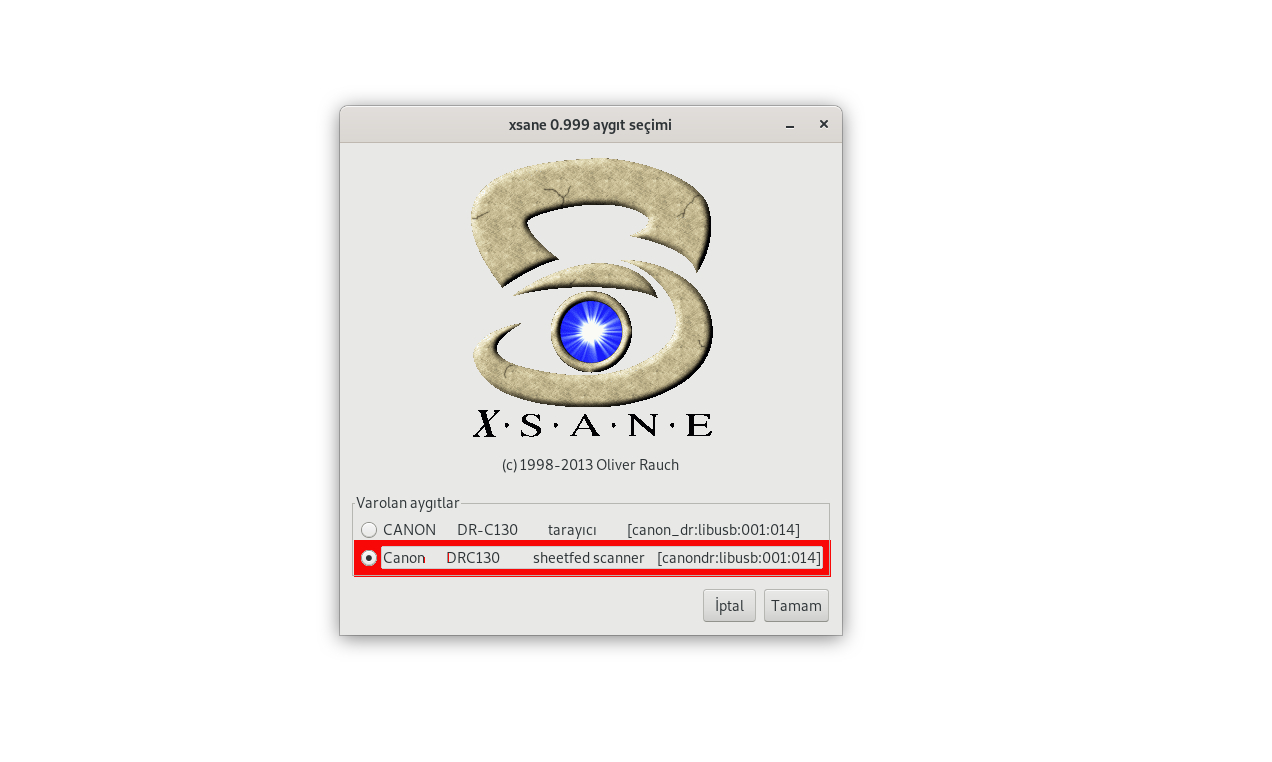 xsane 0.999 aygıt seçimi
X·S·A·N·E
(c) 1998-2013 Oliver Rauch
Varolan aygıtlar
CANON DR-C130 tarayıcı [canon_dr:libusb:001:014]
Canon DRC130 sheetfed scanner [canondr:libusb:001:014]
İptal Tamam